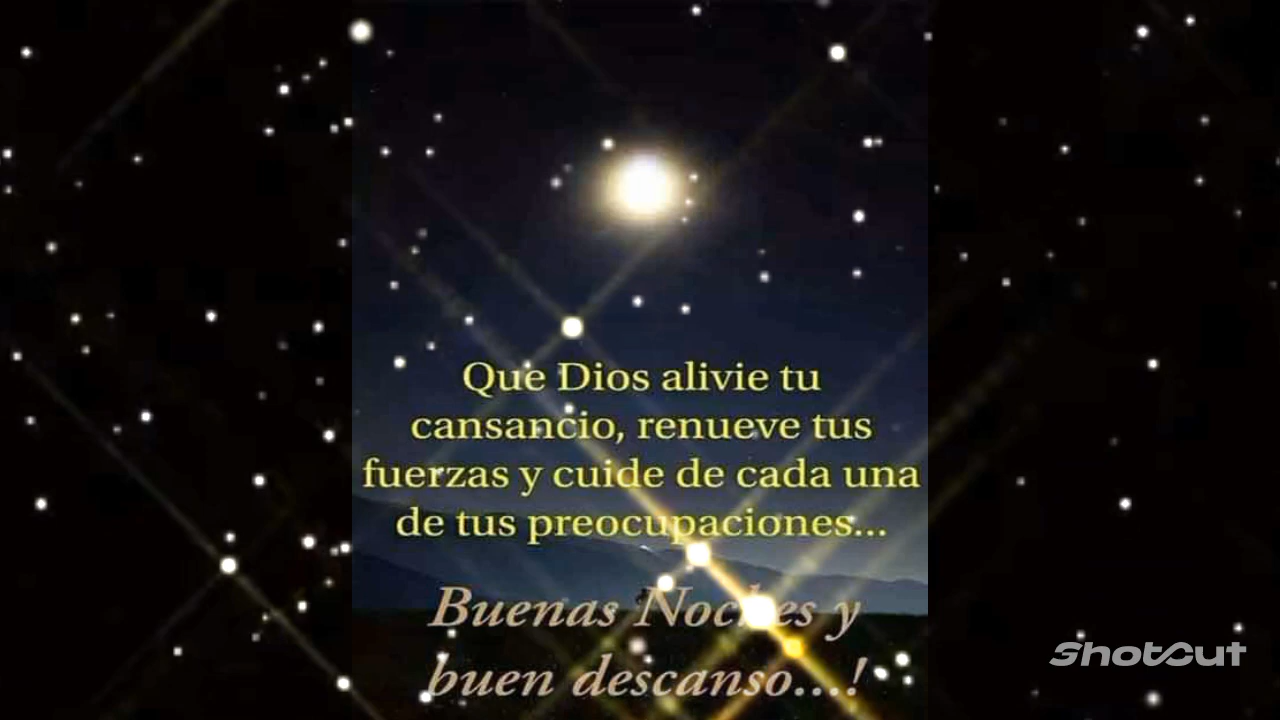 Que Dios alivie tu
cansancio, renueve tus
fuerzas y cuide de cada una
de tus preocupaciones...
Buenas Noches y
buen descanso...!
ShotCut